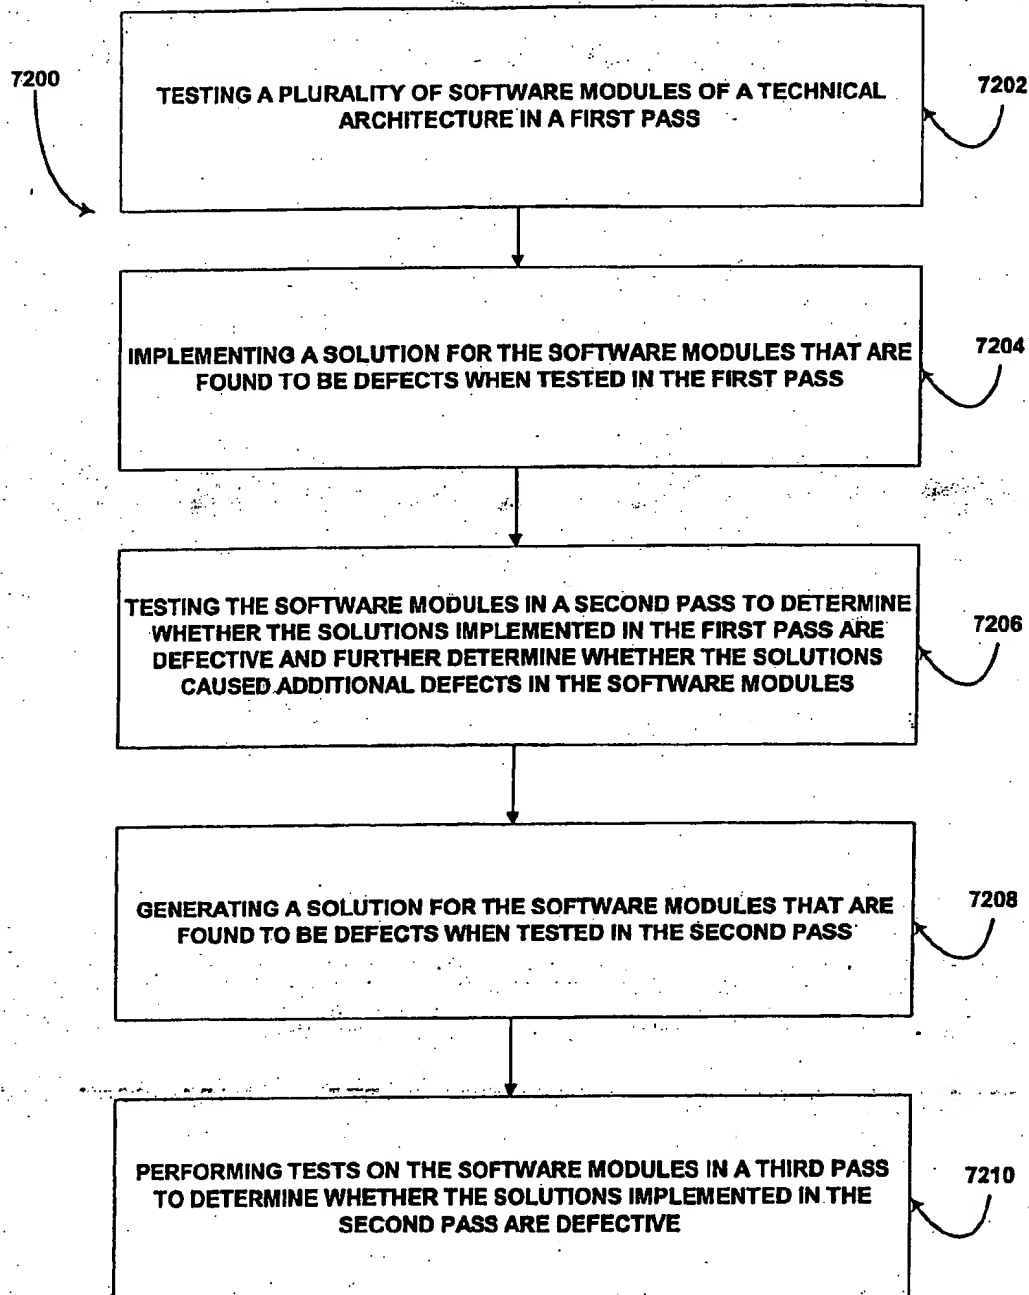 7200
TESTING A PLURALITY OF SOFTWARE MODULES OF A TECHNICAL
ARCHITECTURE IN A FIRST PASS
7202
IMPLEMENTING A SOLUTION FOR THE SOFTWARE MODULES THAT ARE
FOUND TO BE DEFECTS WHEN TESTED IN THE FIRST PASS
7204
TESTING THE SOFTWARE MODULES IN A SECOND PASS TO DETERMINE
WHETHER THE SOLUTIONS IMPLEMENTED IN THE FIRST PASS ARE
DEFECTIVE AND FURTHER DETERMINE WHETHER THE SOLUTIONS
CAUSED ADDITIONAL DEFECTS IN THE SOFTWARE MODULES
7206
GENERATING A SOLUTION FOR THE SOFTWARE MODULES THAT ARE
FOUND TO BE DEFECTS WHEN TESTED IN THE SECOND PASS
7208
PERFORMING TESTS ON THE SOFTWARE MODULES IN A THIRD PASS
TO DETERMINE WHETHER THE SOLUTIONS IMPLEMENTED IN THE
SECOND PASS ARE DEFECTIVE
7210